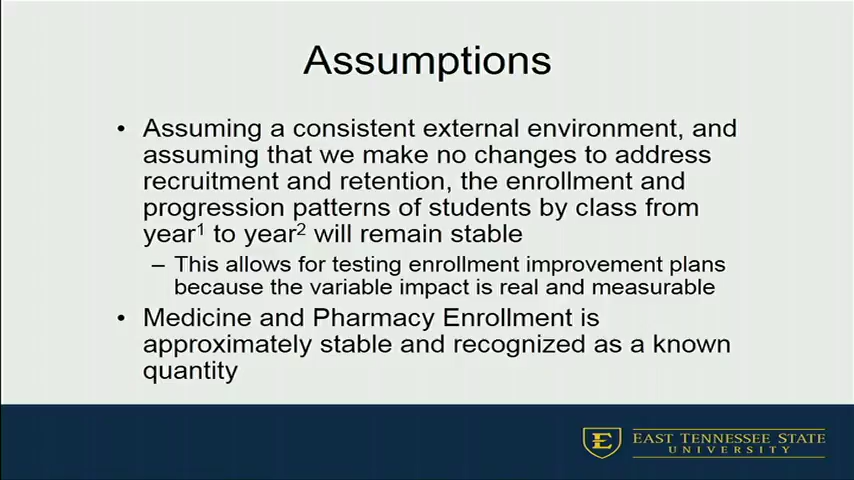 Assumptions
• Assuming a consistent external environment, and
assuming that we make no changes to address
recruitment and retention, the enrollment and
progression patterns of students by class from
year¹ to year² will remain stable
– This allows for testing enrollment improvement plans
because the variable impact is real and measurable
• Medicine and Pharmacy Enrollment is
approximately stable and recognized as a known
quantity
E
EAST TENNESSEE STATE
UNIVERSITY